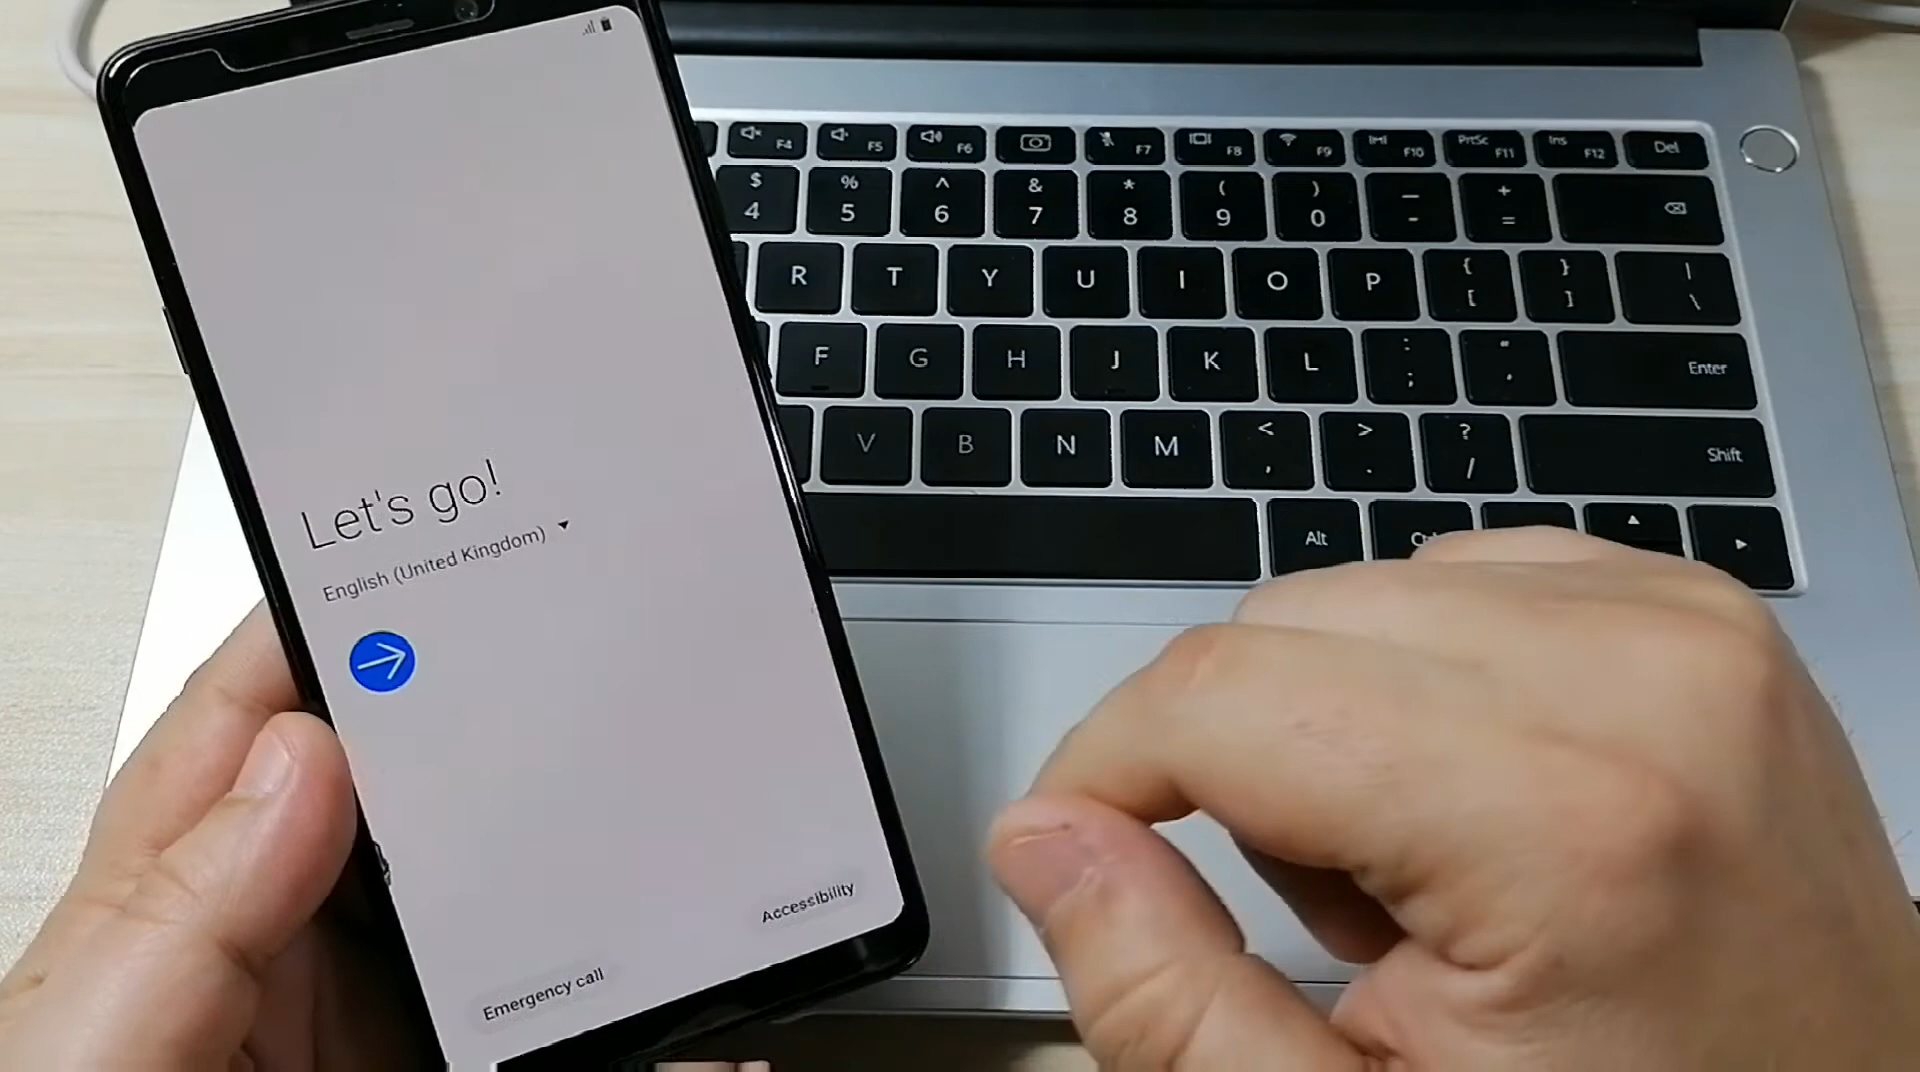 Let's go!
English (United Kingdom)
Accessibility
Emergency call
F4 F5 F6 F7 F8 F9 F10 PrtSc F11 Ins F12 Del
$ % ^ & * ( ) _ +
4 5 6 7 8 9 0 - =
R T Y U I O P { [ } ] | \
F G H J K L : ; " ' Enter
V B N M < , > . ? / Shift
Alt